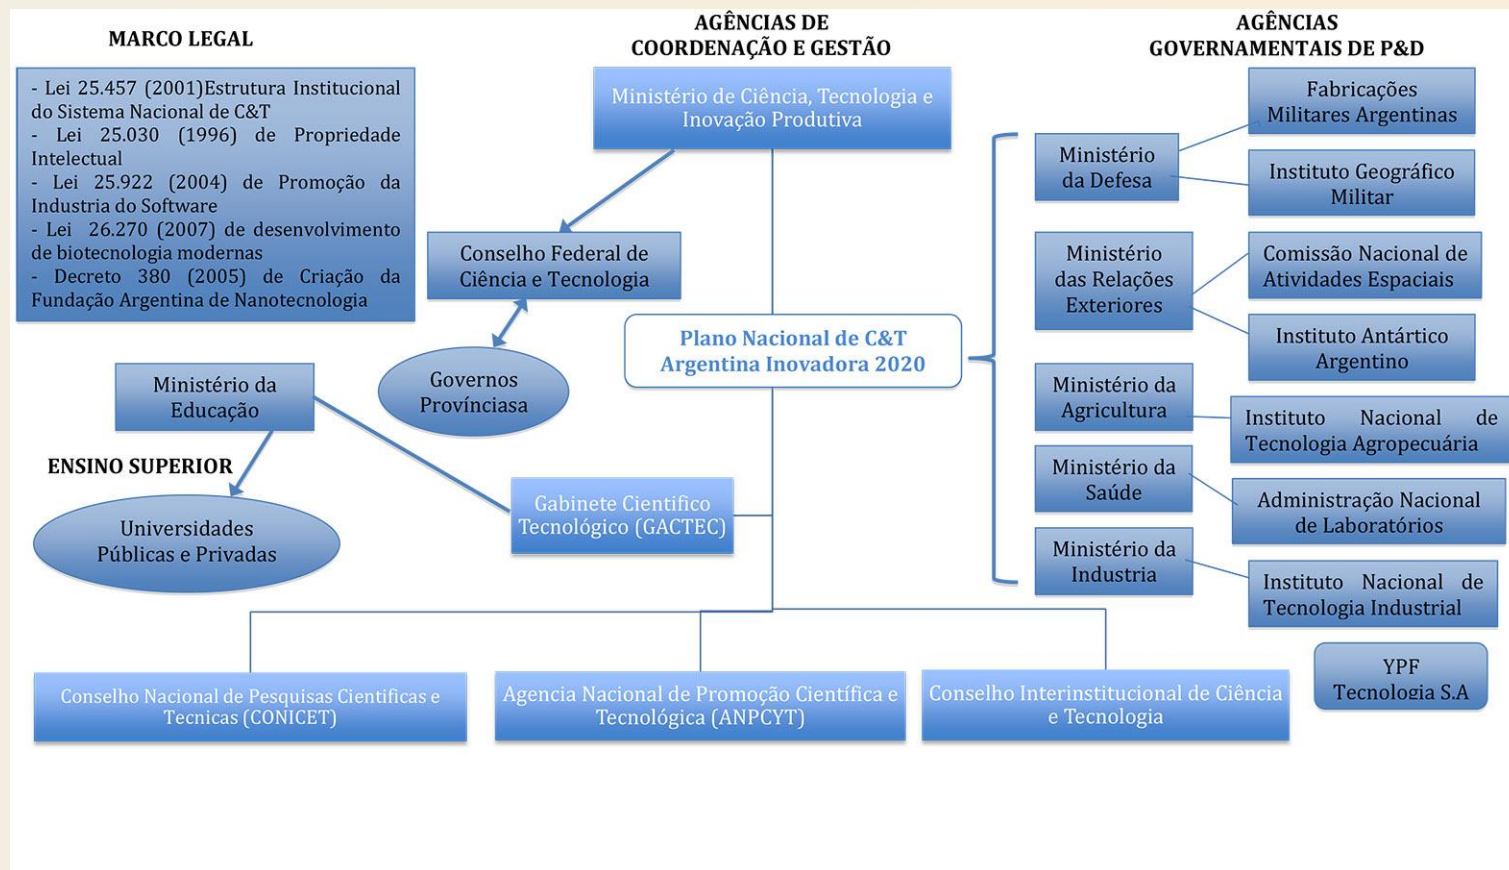 MARCO LEGAL
- Lei 25.457 (2001)Estrutura Institucional
do Sistema Nacional de C&T
- Lei 25.030 (1996) de Propriedade
Intelectual
- Lei 25.922 (2004) de Promoção da
Industria do Software
- Lei 26.270 (2007) de desenvolvimento
de biotecnologia modernas
- Decreto 380 (2005) de Criação da
Fundação Argentina de Nanotecnologia
Ministério da
Educação
ENSINO SUPERIOR
Universidades
Públicas e Privadas
AGÊNCIAS DE
COORDENAÇÃO E GESTÃO
Ministério de Ciência, Tecnologia e
Inovação Produtiva
Conselho Federal de
Ciência e Tecnologia
Governos
Provínciasa
Plano Nacional de C&T
Argentina Inovadora 2020
Gabinete Cientifico
Tecnológico (GACTEC)
Conselho Nacional de Pesquisas Cientificas e
Tecnicas (CONICET)
Agencia Nacional de Promoção Científica e
Tecnológica (ANPCYT)
Conselho Interinstitucional de Ciência
e Tecnologia
AGÊNCIAS
GOVERNAMENTAIS DE P&D
Ministério
da Defesa
Fabricações
Militares Argentinas
Instituto Geográfico
Militar
Ministério
das Relações
Exteriores
Comissão Nacional de
Atividades Espaciais
Instituto Antártico
Argentino
Ministério da
Agricultura
Instituto Nacional de
Tecnologia Agropecuária
Ministério da
Saúde
Administração Nacional
de Laboratórios
Ministério da
Industria
Instituto Nacional de
Tecnologia Industrial
YPF
Tecnologia S.A